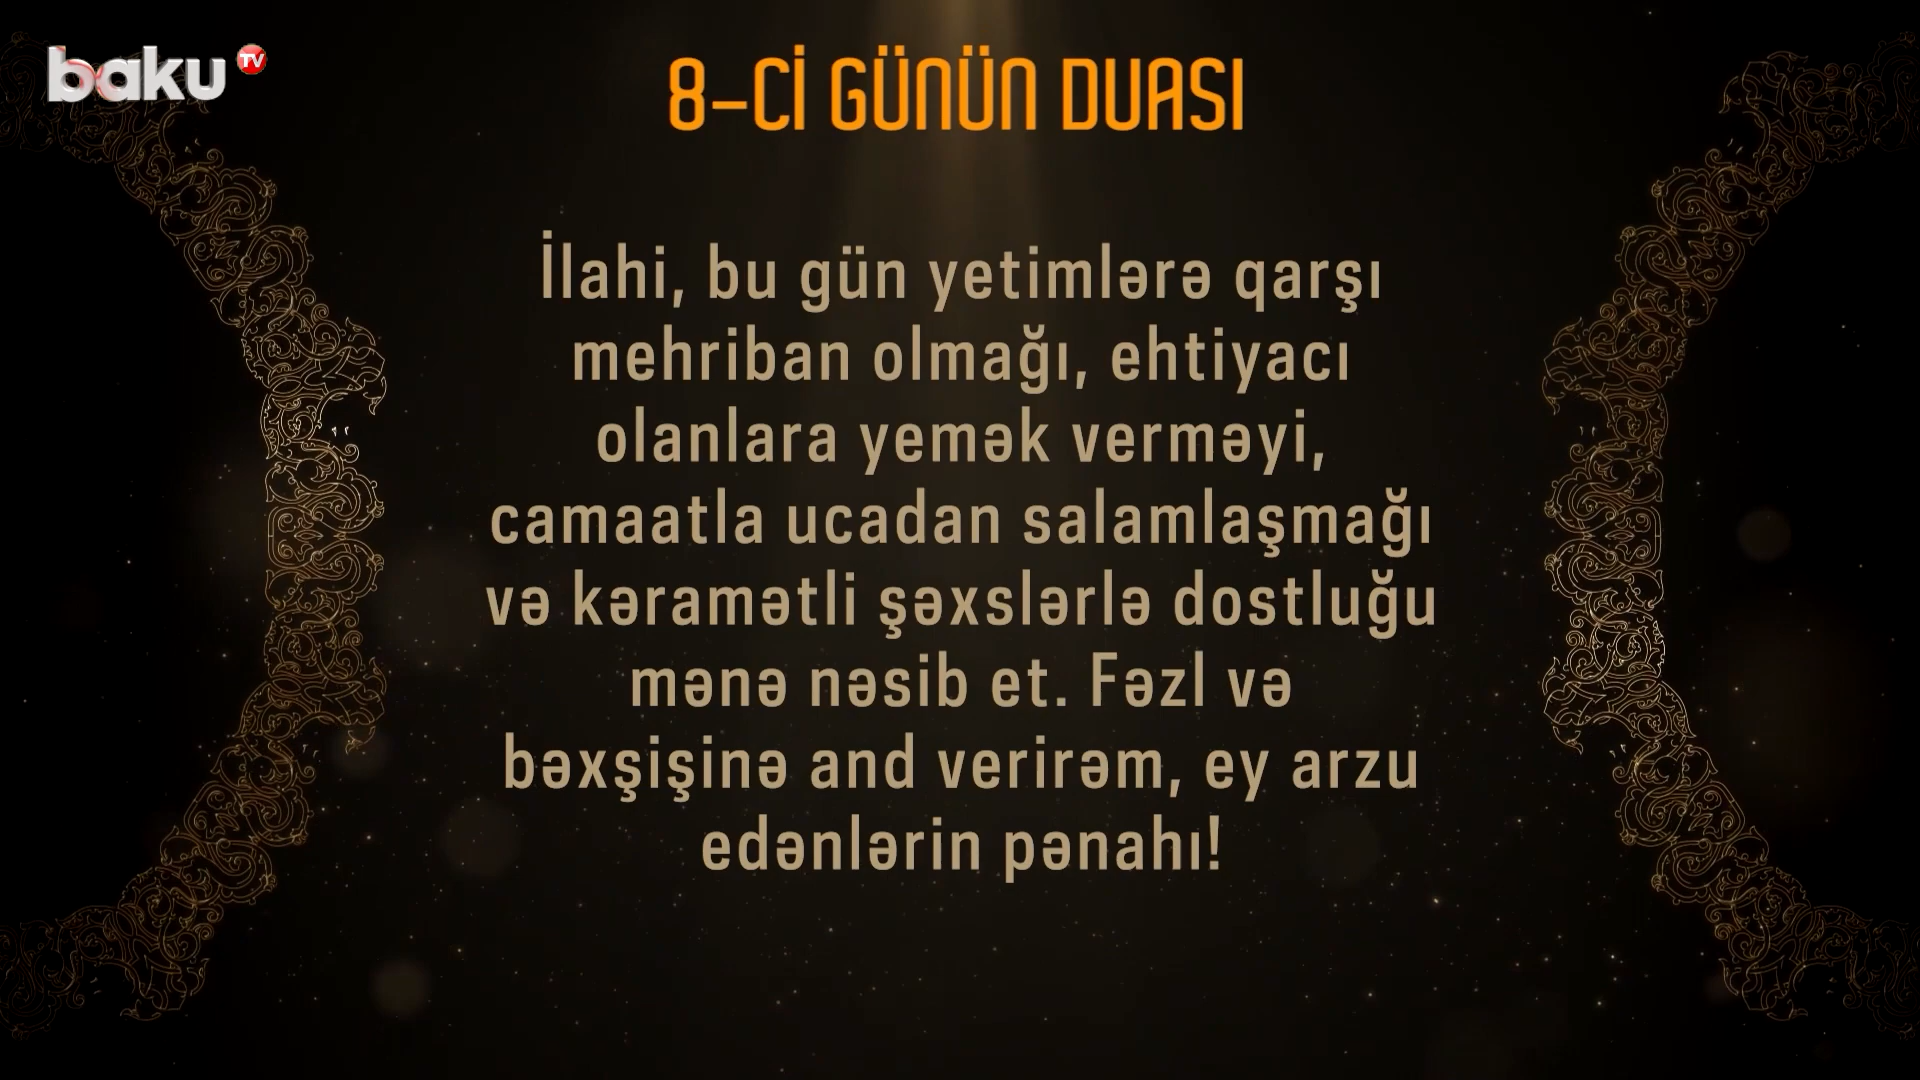 baku TV
8-Cİ GÜNÜN DUASI
İlahi, bu gün yetimlərə qarşı
mehriban olmağı, ehtiyacı
olanlara yemək verməyi,
camaatla ucadan salamlaşmağı
və kəramətli şəxslərlə dostluğu
mənə nəsib et. Fəzl və
bəxşişinə and verirəm, ey arzu
edənlərin pənahı!